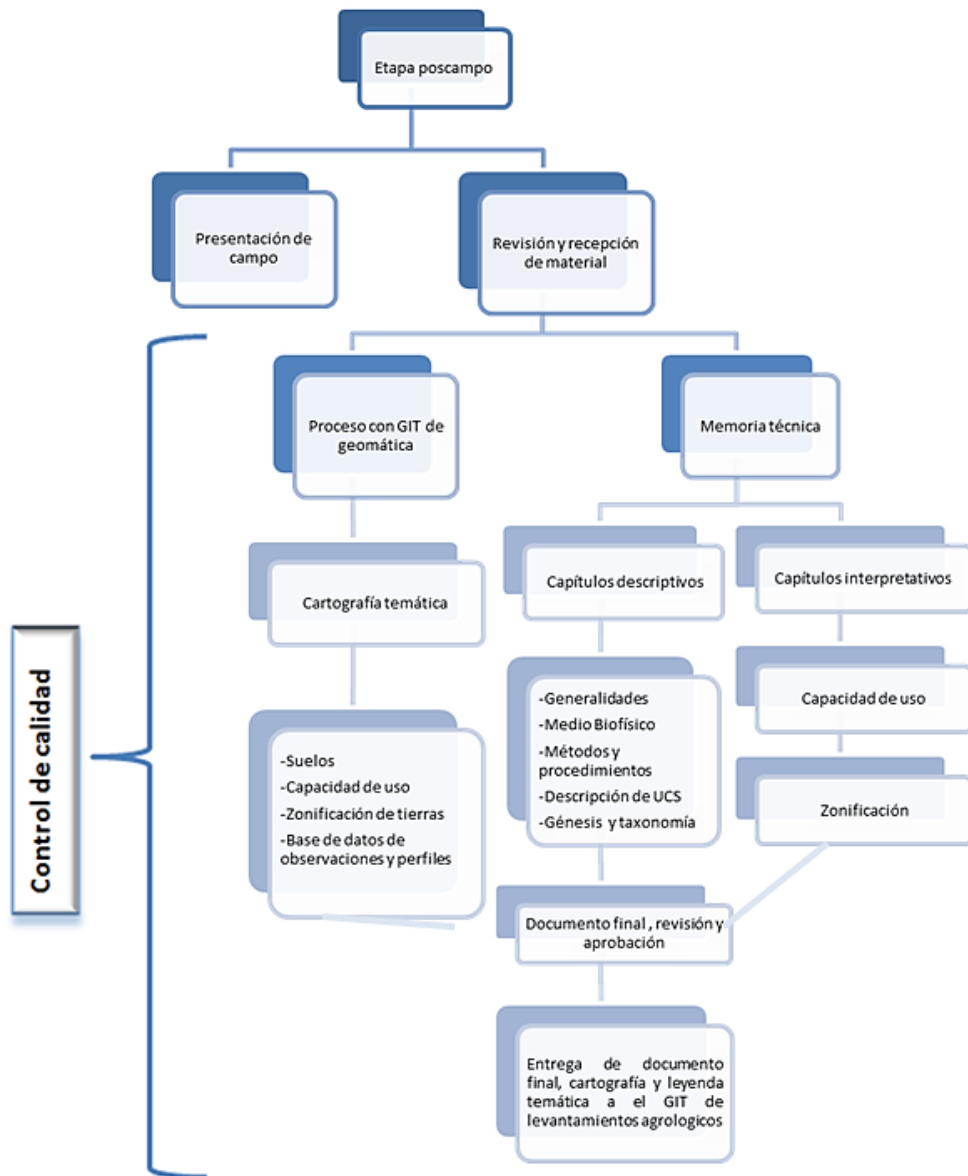 Etapa poscampo
Presentación de
campo
Revisión y recepción
de material
Proceso con GIT de
geomática
Memoria técnica
Cartografía temática
Capítulos descriptivos
Capítulos interpretativos
Control de calidad
-Suelos
-Capacidad de uso
-Zonificación de tierras
-Base de datos de
observaciones y perfiles
-Generalidades
-Medio Biofísico
-Métodos y
procedimientos
-Descripción de UCS
-Génesis y taxonomía
Capacidad de uso
Zonificación
Documento final , revisión y
aprobación
Entrega de documento
final, cartografía y leyenda
temática a el GIT de
levantamientos agrologicos